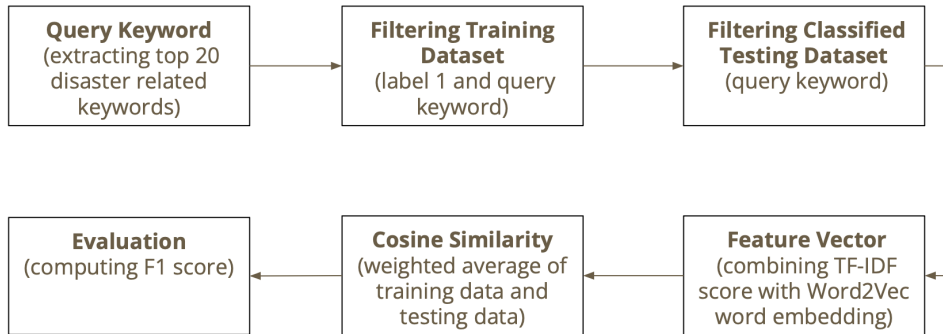 Query Keyword
(extracting top 20
disaster related
keywords)
Filtering Training
Dataset
(label 1 and query
keyword)
Filtering Classified
Testing Dataset
(query keyword)
Feature Vector
(combining TF-IDF
score with Word2Vec
word embedding)
Cosine Similarity
(weighted average of
training data and
testing data)
Evaluation
(computing F1 score)